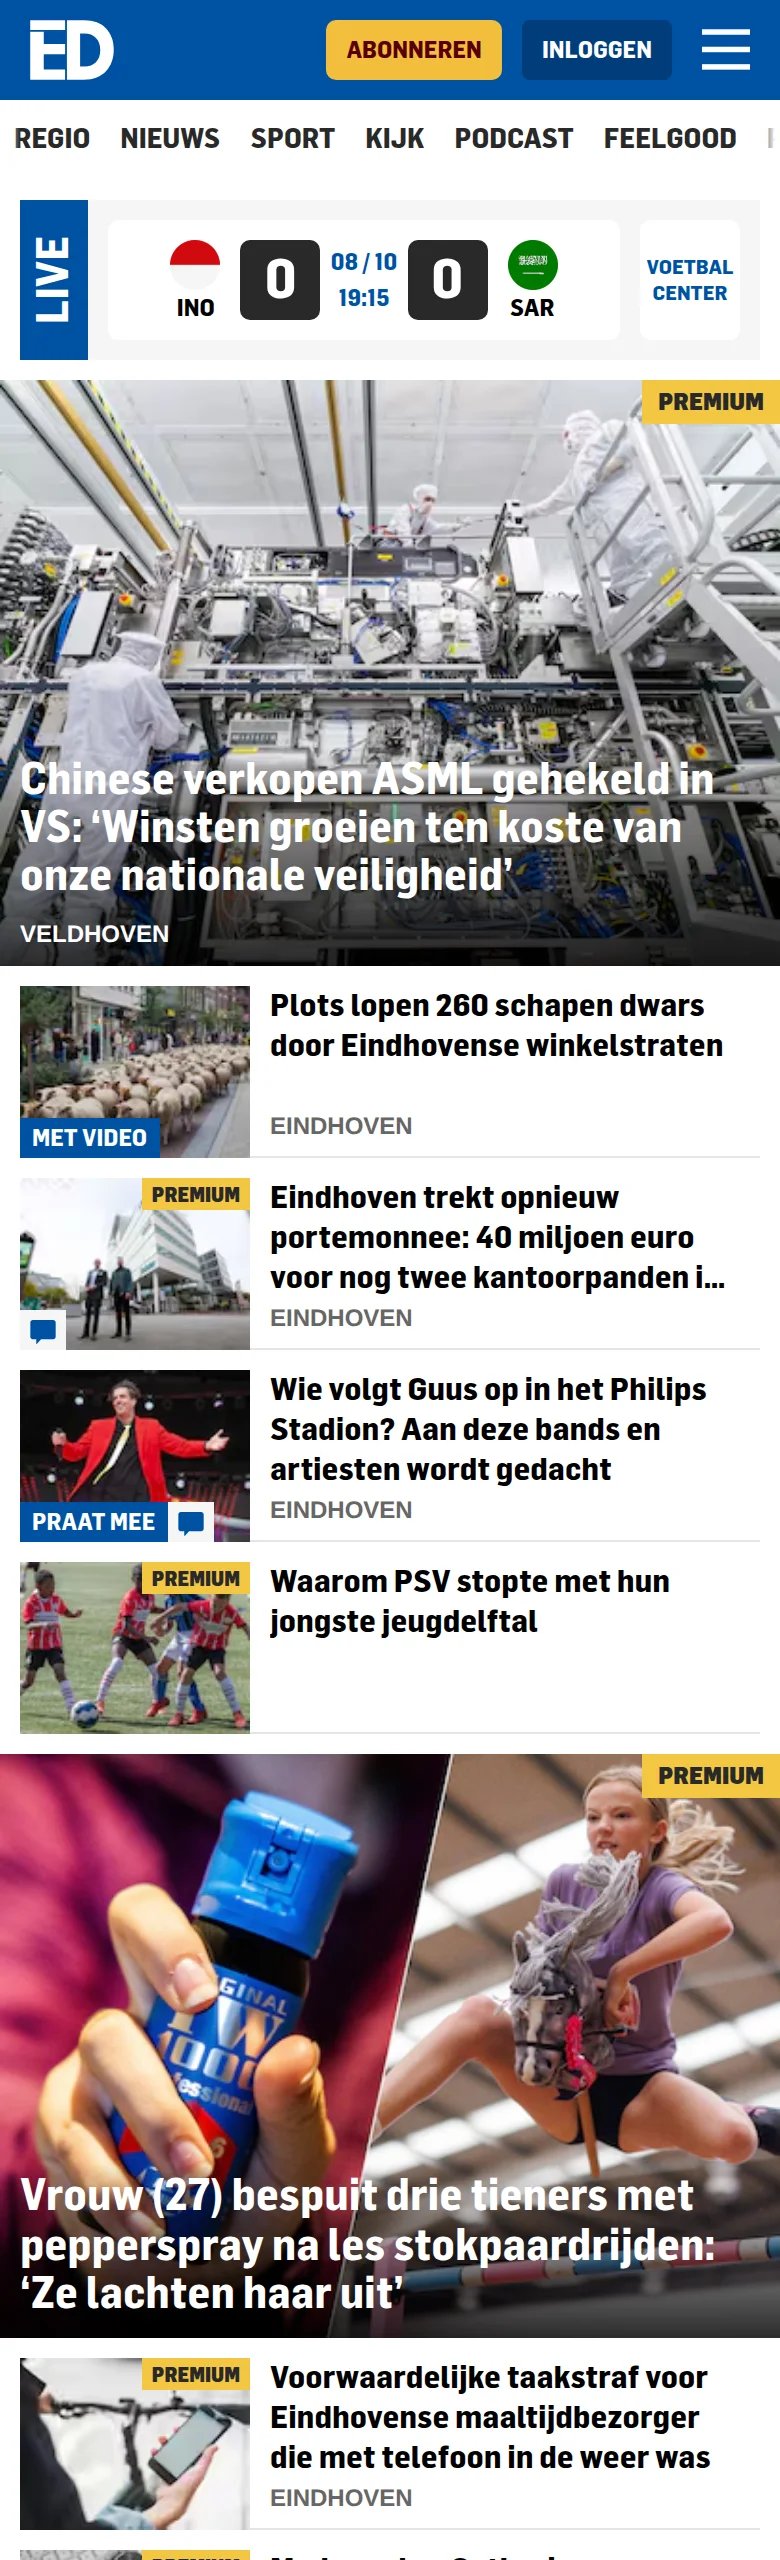 ED
ABONNEREN
INLOGGEN
REGIO NIEUWS SPORT KIJK PODCAST FEELGOOD
LIVE
INO
0
08 / 10
19:15
0
SAR
VOETBAL
CENTER
PREMIUM
Chinese verkopen ASML gehekeld in
VS: ‘Winsten groeien ten koste van
onze nationale veiligheid’
VELDHOVEN
MET VIDEO
Plots lopen 260 schapen dwars
door Eindhovense winkelstraten
EINDHOVEN
PREMIUM
Eindhoven trekt opnieuw
portemonnee: 40 miljoen euro
voor nog twee kantoorpanden i...
EINDHOVEN
PRAAT MEE
Wie volgt Guus op in het Philips
Stadion? Aan deze bands en
artiesten wordt gedacht
EINDHOVEN
PREMIUM
Waarom PSV stopte met hun
jongste jeugdelftal
PREMIUM
Vrouw (27) bespuit drie tieners met
pepperspray na les stokpaardrijden:
‘Ze lachten haar uit’
PREMIUM
Voorwaardelijke taakstraf voor
Eindhovense maaltijdbezorger
die met telefoon in de weer was
EINDHOVEN